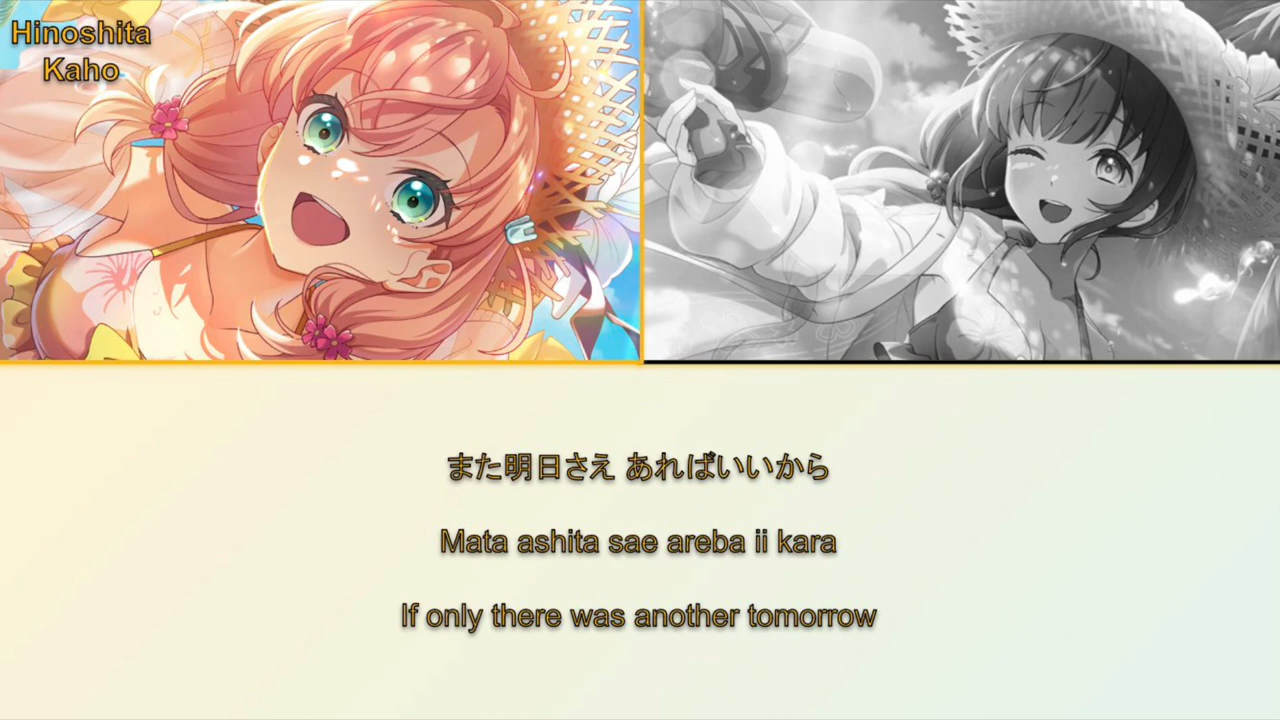 Hinoshita
Kaho
また明日さえ あればいいから
Mata ashita sae areba ii kara
If only there was another tomorrow